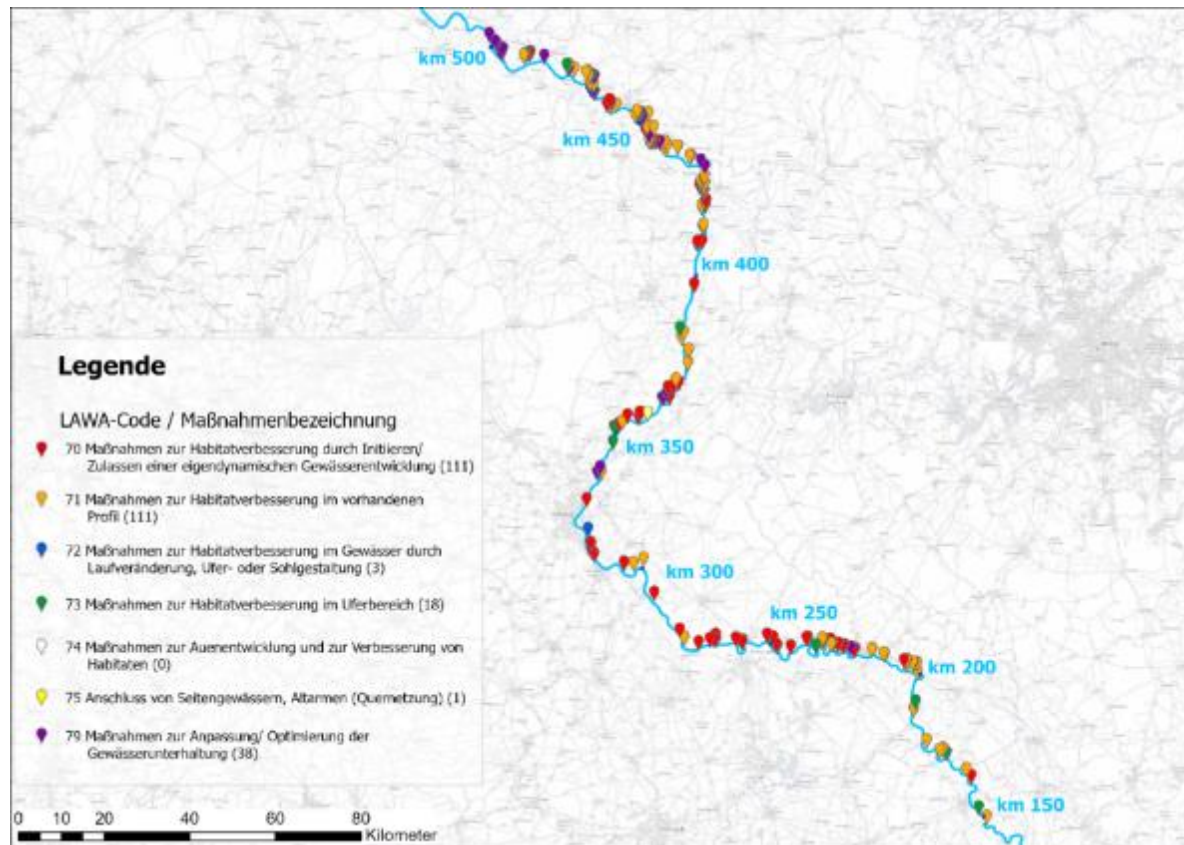 km 500
km 450
km 400
km 350
km 300
km 250
km 200
km 150
Legende
LAWA-Code / Maßnahmenbezeichnung
70 Maßnahmen zur Habitatverbesserung durch Initiieren/
Zulassen einer eigendynamischen Gewässerentwicklung (111)
71 Maßnahmen zur Habitatverbesserung im vorhandenen
Profil (111)
72 Maßnahmen zur Habitatverbesserung im Gewässer durch
Laufveränderung, Ufer- oder Sohlgestaltung (3)
73 Maßnahmen zur Habitatverbesserung im Uferbereich (18)
74 Maßnahmen zur Auenentwicklung und zur Verbesserung von
Habitaten (0)
75 Anschluss von Seitengewässern, Altarmen (Quernetzung) (1)
79 Maßnahmen zur Anpassung/ Optimierung der
Gewässerunterhaltung (38)
0 10 20 40 60 80
Kilometer